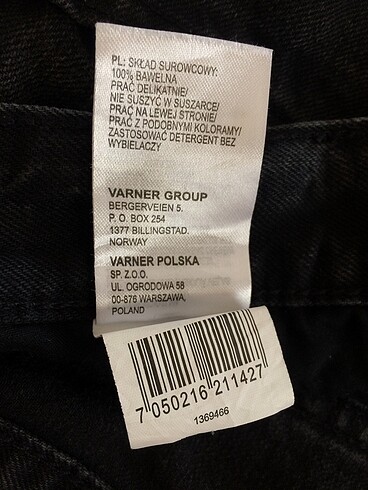 PL: SKŁAD SUROWCOWY:
100% BAWEŁNA
PRAĆ DELIKATNIE/
NIE SUSZYĆ W SUSZARCE/
PRAĆ NA LEWEJ STRONIE/
PRAĆ Z PODOBNYMI KOLORAMI/
ZASTOSOWAĆ DETERGENT BEZ
WYBIELACZY
VARNER GROUP
BERGERVEIEN 5.
P. O. BOX 254
1377 BILLINGSTAD.
NORWAY
VARNER POLSKA
SP. Z.O.O.
UL. OGRODOWA 58
00-876 WARSZAWA,
POLAND
7 050216 211427
1369466